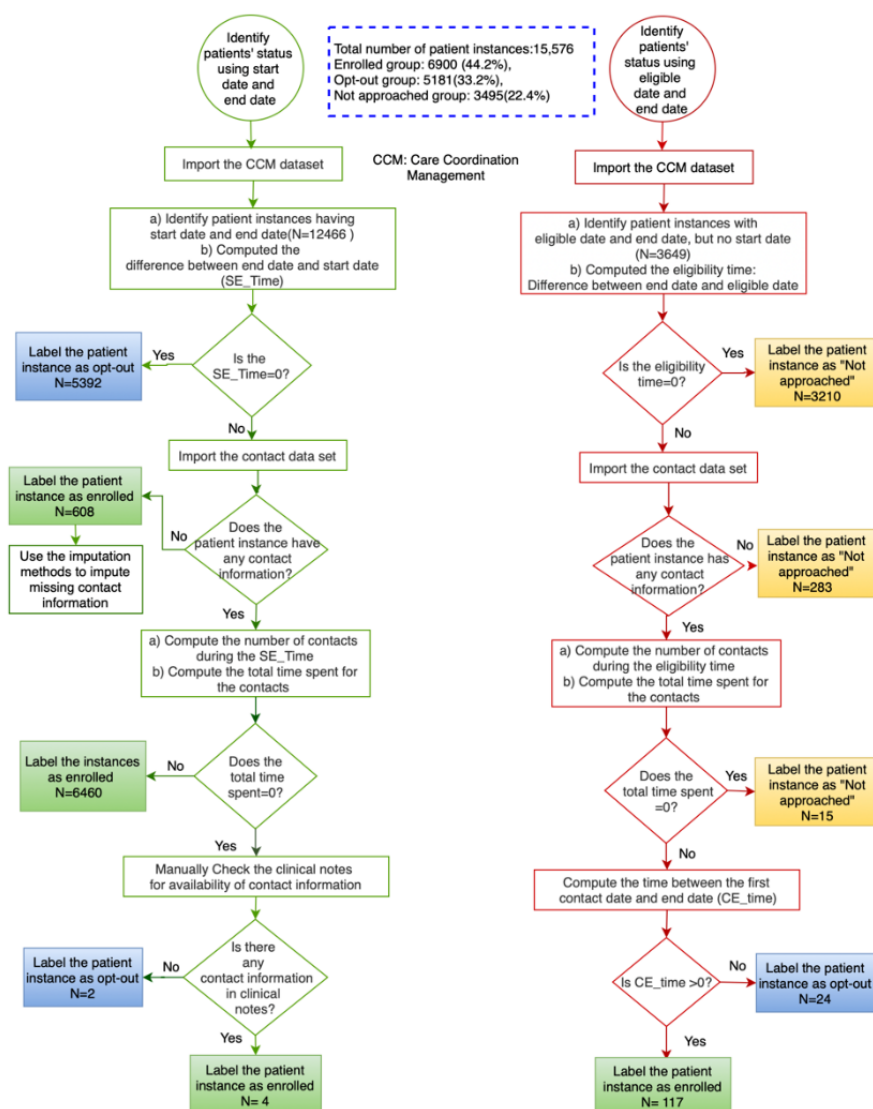 Identify
patients' status
using start
date and
end date
Total number of patient instances:15,576
Enrolled group: 6900 (44.2%),
Opt-out group: 5181(33.2%),
Not approached group: 3495(22.4%)
Identify
patients'
status using
eligible
date and
end date
Import the CCM dataset
CCM: Care Coordination
Management
Import the CCM dataset
a) Identify patient instances having
start date and end date(N=12466 )
b) Computed the
difference between end date and start date
(SE_Time)
a) Identify patient instances with
eligible date and end date, but no start date
(N=3649)
b) Computed the eligibility time:
Difference between end date and eligible date
Label the patient
instance as opt-out
N=5392
Yes
Is the
SE_Time=0?
No
Is the eligibility
time=0?
Yes
Label the patient
instance as "Not
approached"
N=3210
No
Import the contact data set
Import the contact data set
Label the patient
instance as enrolled
N=608
No
Does the
patient instance have
any contact
information?
Use the imputation
methods to impute
missing contact
information
Yes
Does the
patient instance has
any contact
information?
No
Label the patient
instance as "Not
approached"
N=283
Yes
a) Compute the number of contacts
during the SE_Time
b) Compute the total time spent for
the contacts
a) Compute the number of contacts
during the eligibility time
b) Compute the total time spent for
the contacts
Label the instances
as enrolled
N=6460
No
Does the
total time
spent=0?
Yes
Does the
total time spent
=0?
Yes
Label the patient
instance as "Not
approached"
N=15
No
Manually Check the clinical notes
for availability of contact information
Compute the time between the first
contact date and end date (CE_time)
Label the patient
instance as opt-out
N=2
No
Is there
any
contact information
in clinical
notes?
Yes
Is CE_time >0?
No
Label the patient
instance as opt-out
N=24
Yes
Label the patient
instance as enrolled
N= 4
Label the patient
instance as enrolled
N= 117